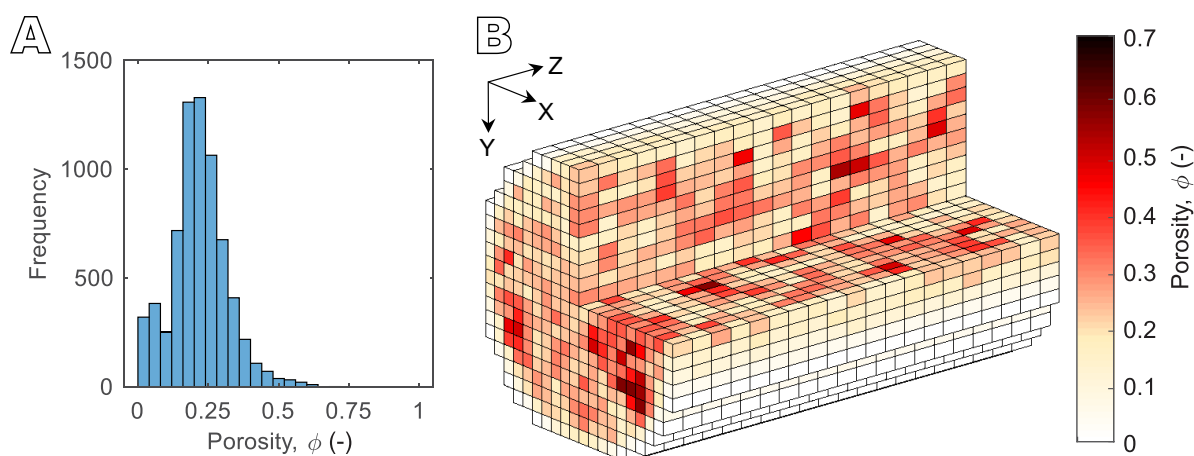 A
1500
1000
500
0
Frequency
0
0.25
0.5
0.75
1
Porosity, ϕ (-)
B
Z
X
Y
0.7
0.6
0.5
0.4
0.3
0.2
0.1
0
Porosity, ϕ (-)